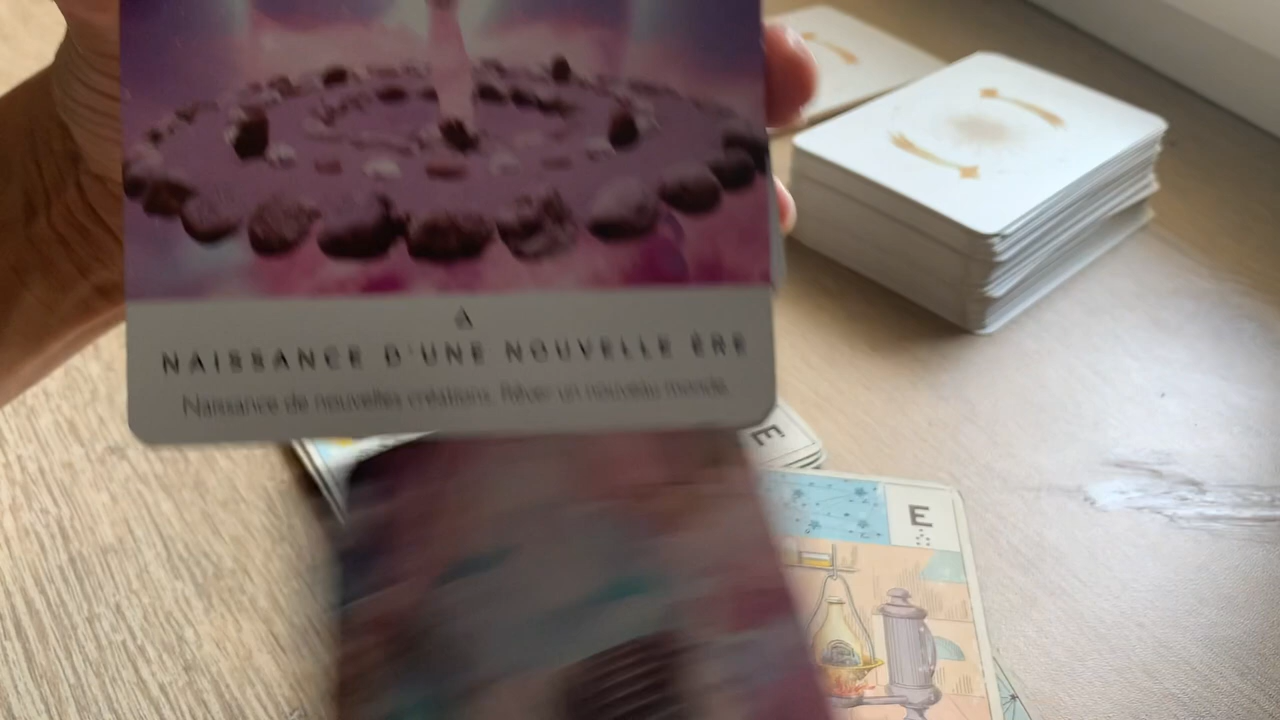 NAISSANCE D'UNE NOUVELLE ÈRE
Naissance de nouvelles créations. Rêver un nouveau monde.
E
E